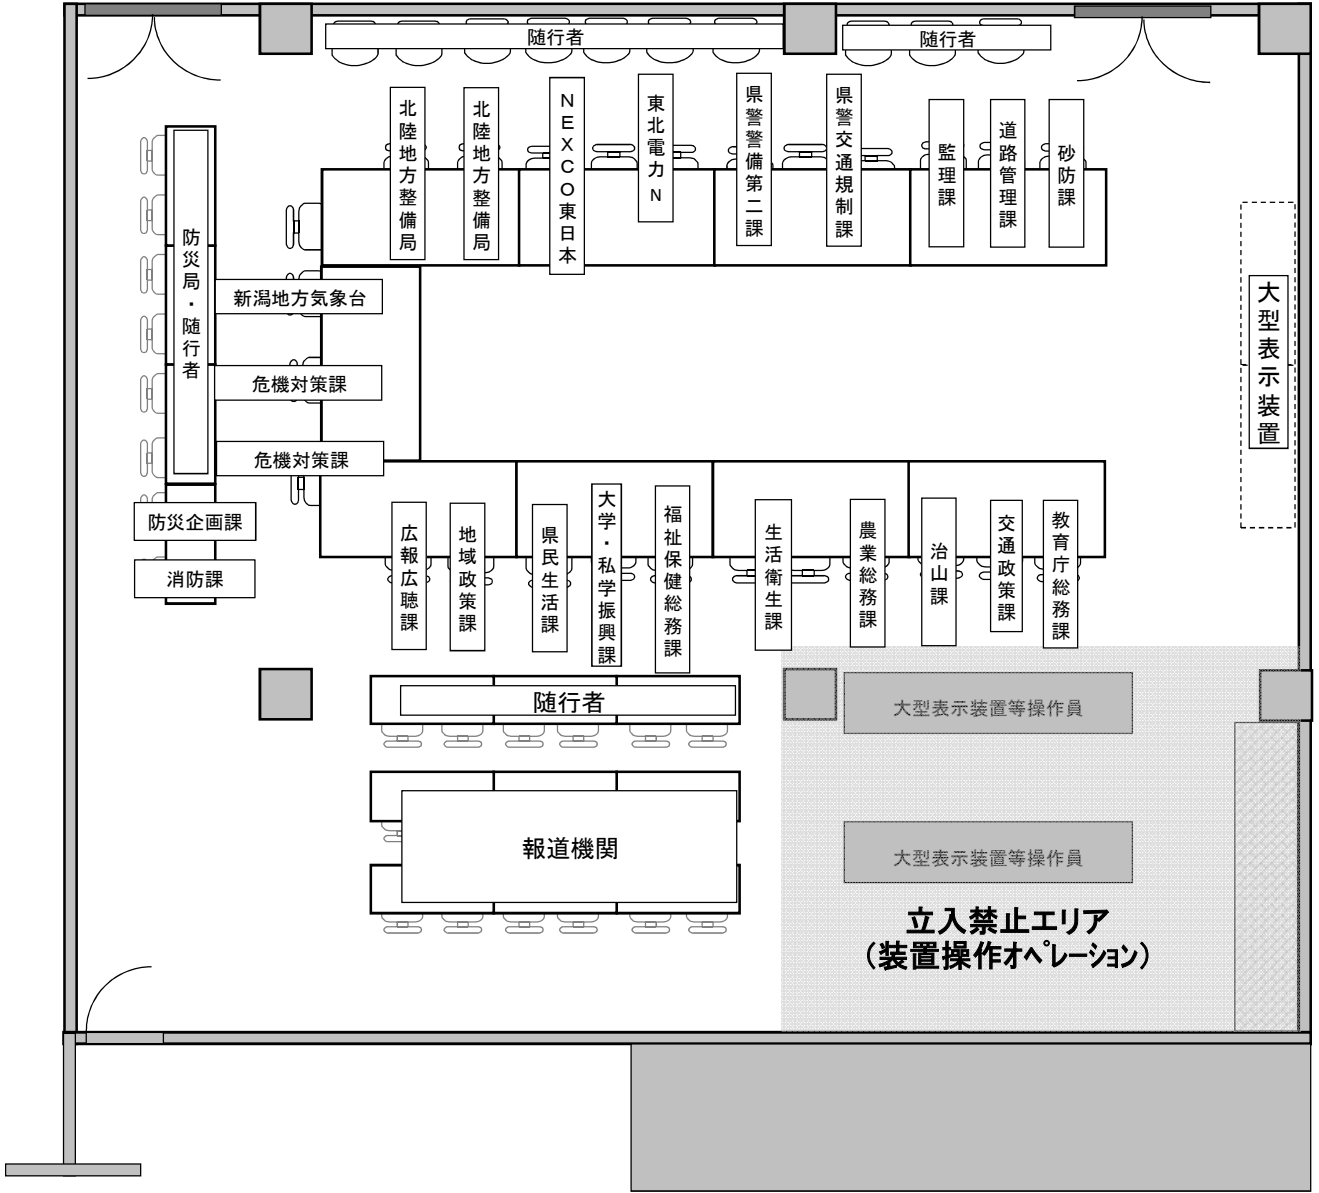 随行者
随行者
北陸地方整備局
北陸地方整備局
NEXCO東日本
東北電力N
県警警備第二課
県警交通規制課
監理課
道路管理課
砂防課
防災局・随行者
新潟地方気象台
危機対策課
危機対策課
大型表示装置
防災企画課
消防課
広報広聴課
地域政策課
県民生活課
大学・私学振興課
福祉保健総務課
生活衛生課
農業総務課
治山課
交通政策課
教育庁総務課
随行者
大型表示装置等操作員
報道機関
大型表示装置等操作員
立入禁止エリア
（装置操作オペレーション）